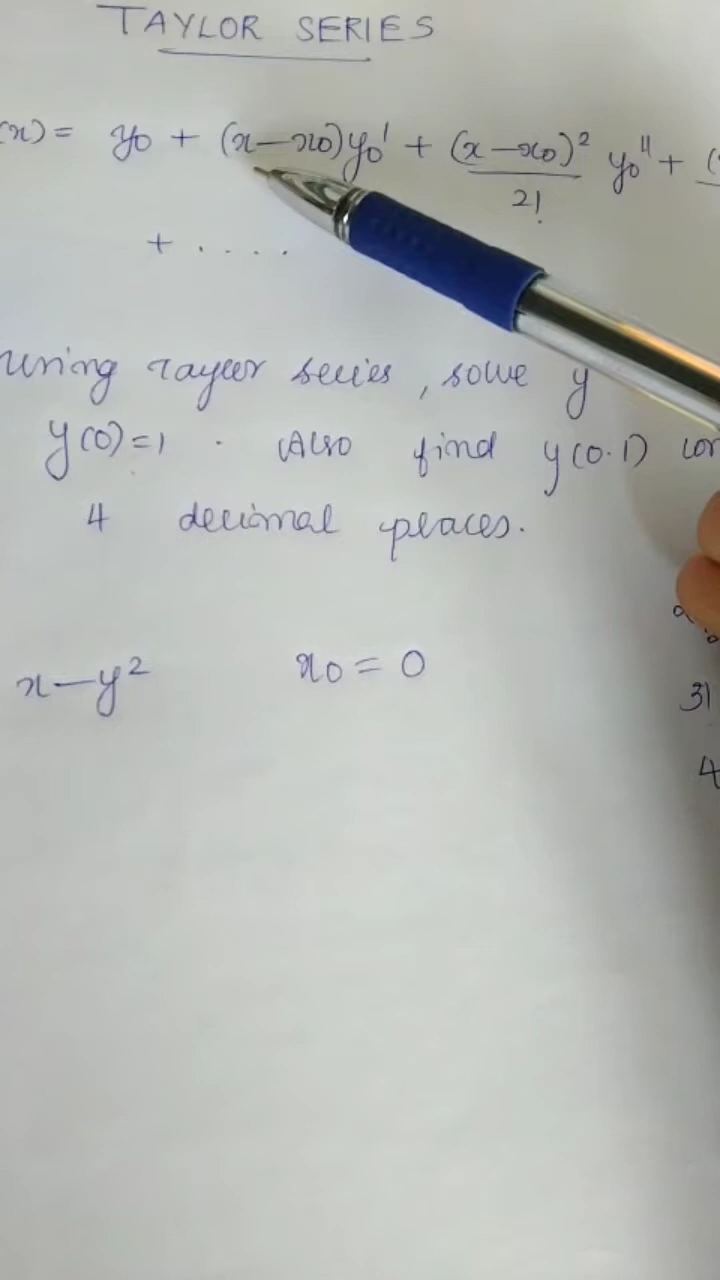 TAYLOR SERIES
(x) = y₀ + (x-x₀)y₀' + (x-x₀)²/2! y₀'' + (
+ ....
using Taylor series, solve y
y(0)=1 . Also find y(0.1) cor
4 decimal places.
x-y² x₀ = 0
3!
4